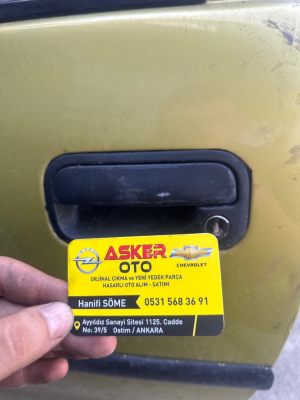 ASKER
OTO
CHEVROLET
ORJİNAL ÇIKMA ve YENİ YEDEK PARÇA
HASARLI OTO ALIM - SATIMI
Hanifi SÖME 0531 568 36 91
Ayyıldız Sanayi Sitesi 1125. Cadde
No: 39/5 Ostim / ANKARA